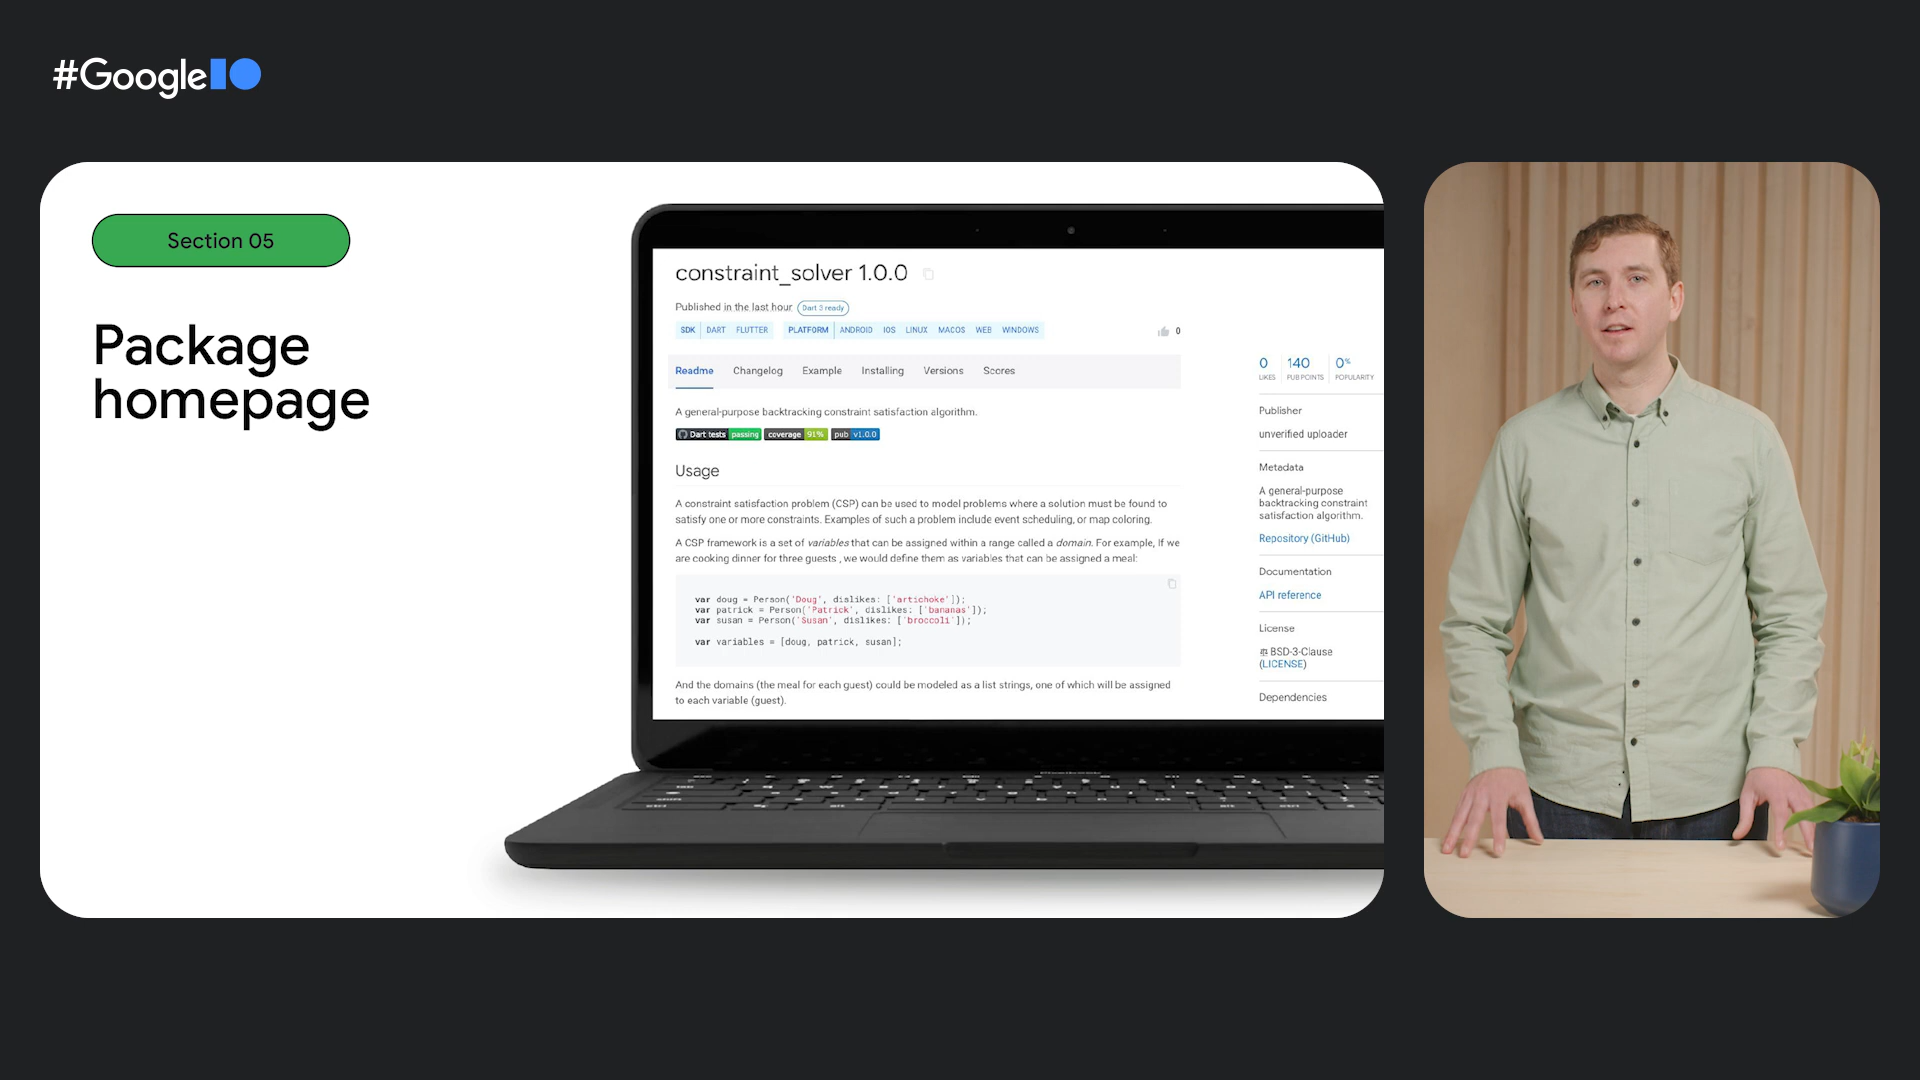 #GoogleIO
Section 05
Package
homepage
constraint_solver 1.0.0
Published in the last hour Dart 3 ready
SDK DART FLUTTER PLATFORM ANDROID IOS LINUX MACOS WEB WINDOWS
0
Readme Changelog Example Installing Versions Scores
A general-purpose backtracking constraint satisfaction algorithm.
Dart tests passing coverage 91% pub v1.0.0
Usage
A constraint satisfaction problem (CSP) can be used to model problems where a solution must be found to
satisfy one or more constraints. Examples of such a problem include event scheduling, or map coloring.
A CSP framework is a set of variables that can be assigned within a range called a domain. For example, If we
are cooking dinner for three guests , we would define them as variables that can be assigned a meal:
var doug = Person('Doug', dislikes: ['artichoke']);
var patrick = Person('Patrick', dislikes: ['bananas']);
var susan = Person('Susan', dislikes: ['broccoli']);
var variables = [doug, patrick, susan];
And the domains (the meal for each guest) could be modeled as a list strings, one of which will be assigned
to each variable (guest).
0 140 0%
LIKES PUB POINTS POPULARITY
Publisher
unverified uploader
Metadata
A general-purpose
backtracking constraint
satisfaction algorithm.
Repository (GitHub)
Documentation
API reference
License
BSD-3-Clause
(LICENSE)
Dependencies